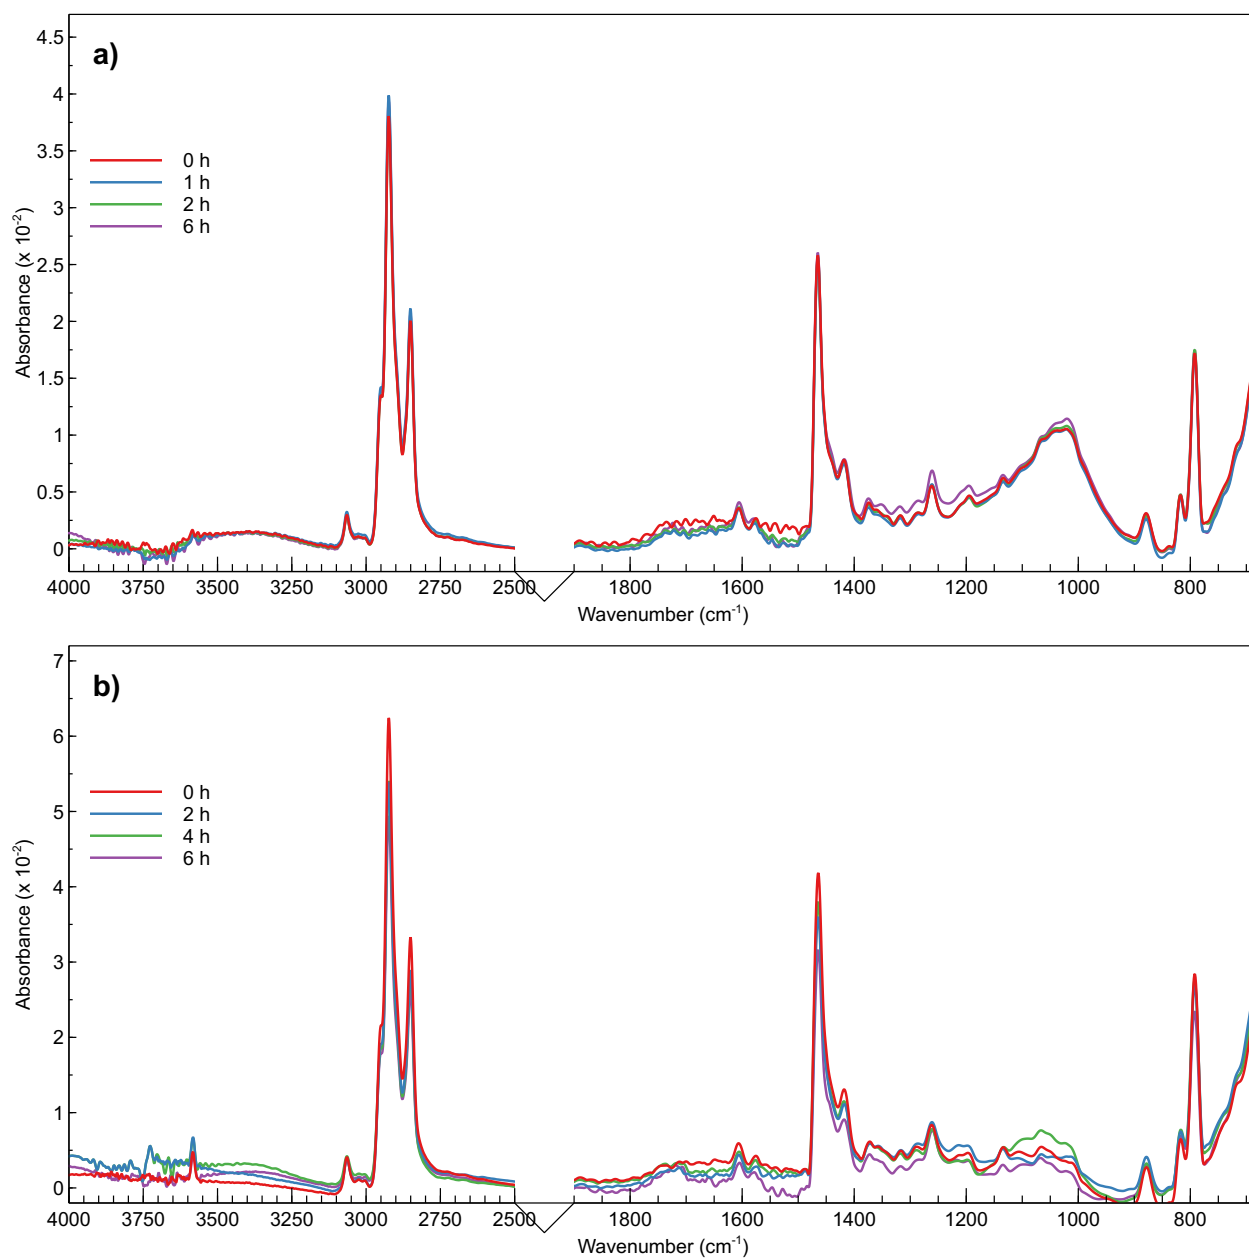 a)
4.5
4
3.5
3
2.5
2
1.5
1
0.5
0
Absorbance (x 10⁻²)
0 h
1 h
2 h
6 h
4000 3750 3500 3250 3000 2750 2500 1800 1600 1400 1200 1000 800
Wavenumber (cm⁻¹)
b)
7
6
5
4
3
2
1
0
Absorbance (x 10⁻²)
0 h
2 h
4 h
6 h
4000 3750 3500 3250 3000 2750 2500 1800 1600 1400 1200 1000 800
Wavenumber (cm⁻¹)